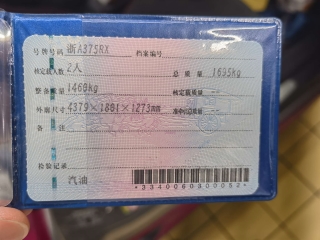 号牌号码 浙A375RX 档案编号
核定载人数 2人 总质量 1695kg
整备质量 1460kg 核定载质量 --
外廓尺寸 4379×1801×1273mm 准牵引总质量 --
备注
检验记录
汽油
*3340060300052*